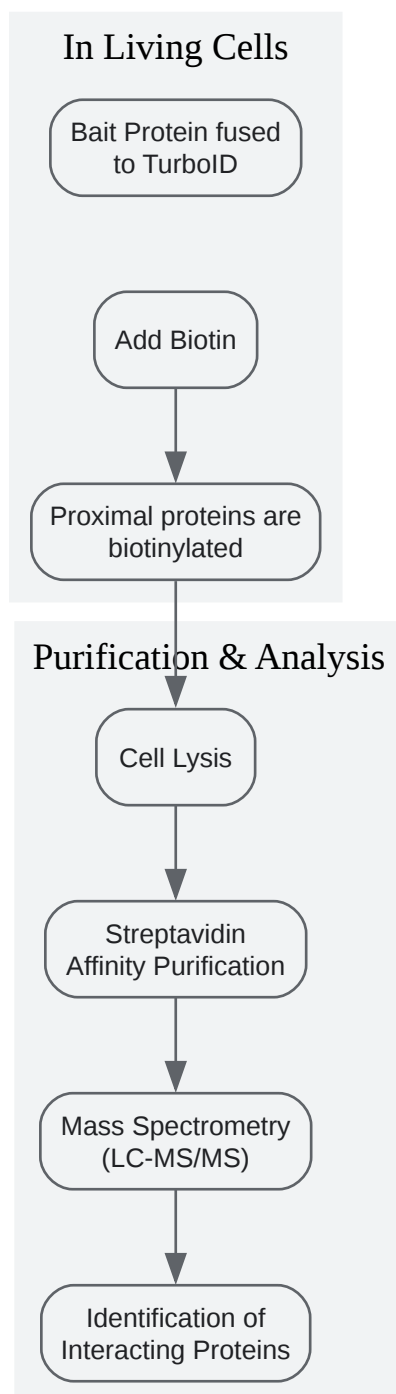 In Living Cells
Bait Protein fused
to TurboID
Add Biotin
Proximal proteins are
biotinylated
Purification & Analysis
Cell Lysis
Streptavidin
Affinity Purification
Mass Spectrometry
(LC-MS/MS)
Identification of
Interacting Proteins